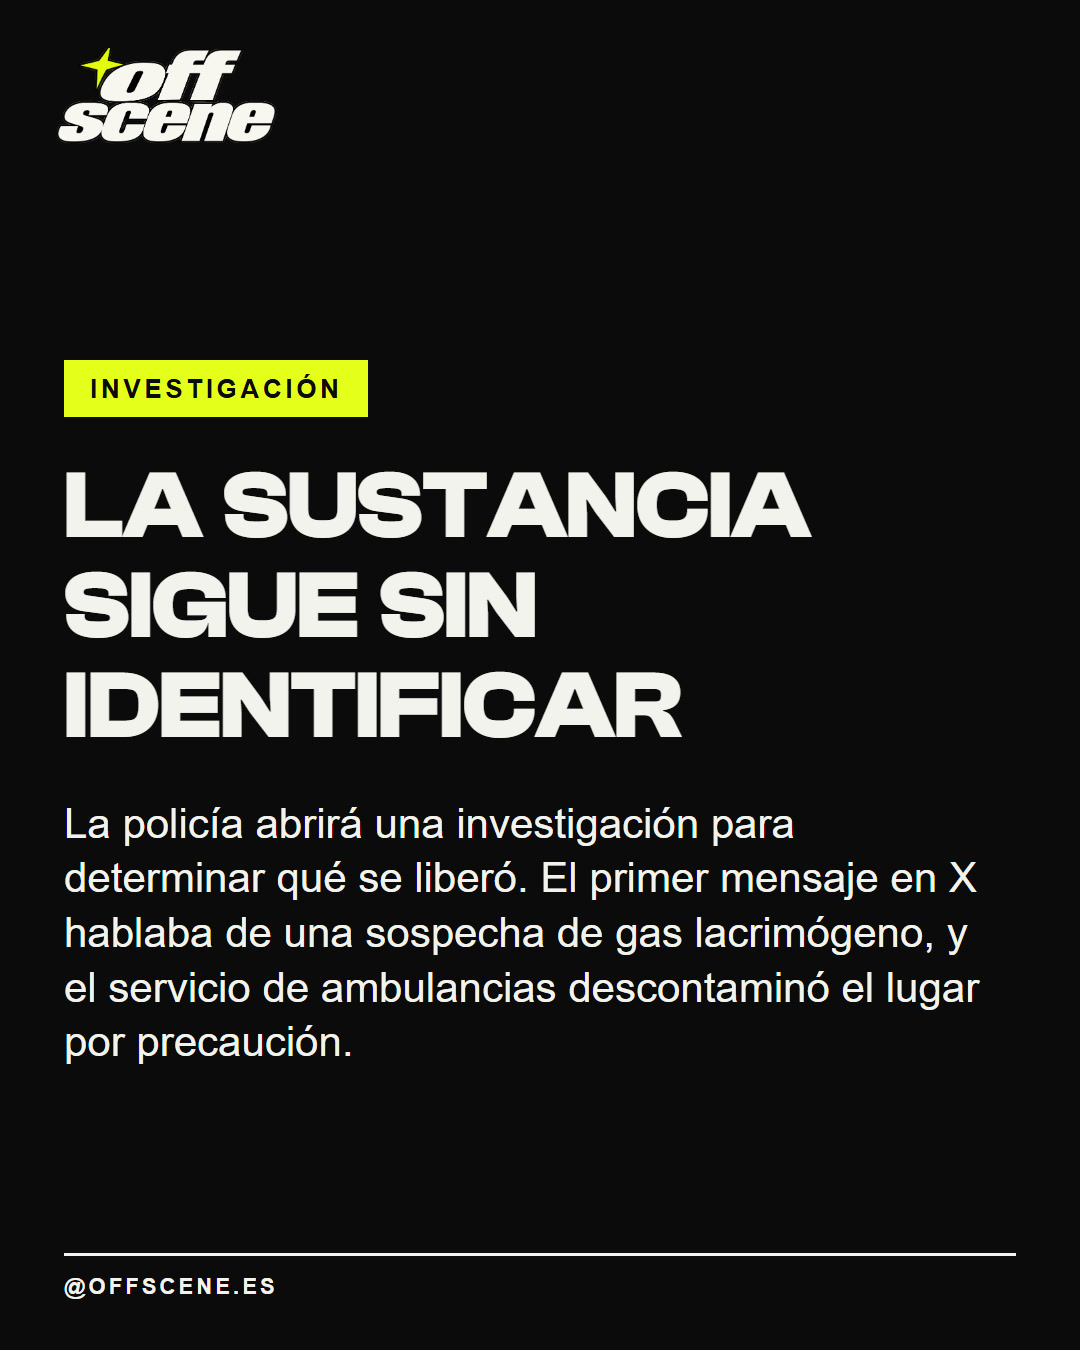 off
scene
INVESTIGACIÓN
LA SUSTANCIA
SIGUE SIN
IDENTIFICAR
La policía abrirá una investigación para
determinar qué se liberó. El primer mensaje en X
hablaba de una sospecha de gas lacrimógeno, y
el servicio de ambulancias descontaminó el lugar
por precaución.
@OFFSCENE.ES